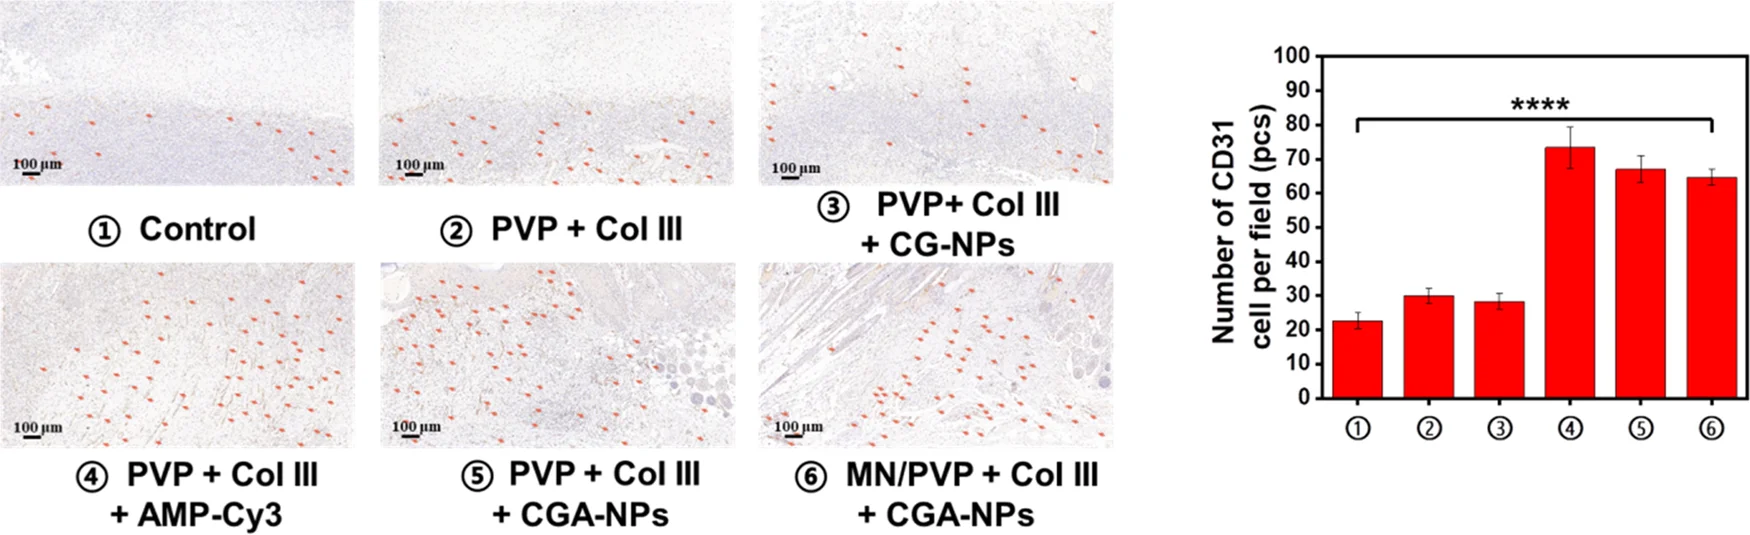 100 μm
100 μm
100 μm
① Control
② PVP + Col III
③ PVP+ Col III
+ CG-NPs
100 μm
100 μm
100 μm
④ PVP + Col III
+ AMP-Cy3
⑤ PVP + Col III
+ CGA-NPs
⑥ MN/PVP + Col III
+ CGA-NPs
Number of CD31
cell per field (pcs)
100
90
80
70
60
50
40
30
20
10
0
****
① ② ③ ④ ⑤ ⑥